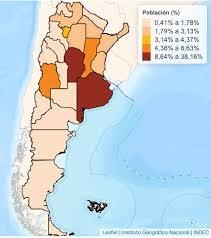 Población (%)
0,41% a 1,78%
1,79% a 3,13%
3,14% a 4,37%
4,38% a 8,63%
8,64% a 38,16%
Leaflet | Instituto Geográfico Nacional | INDEC